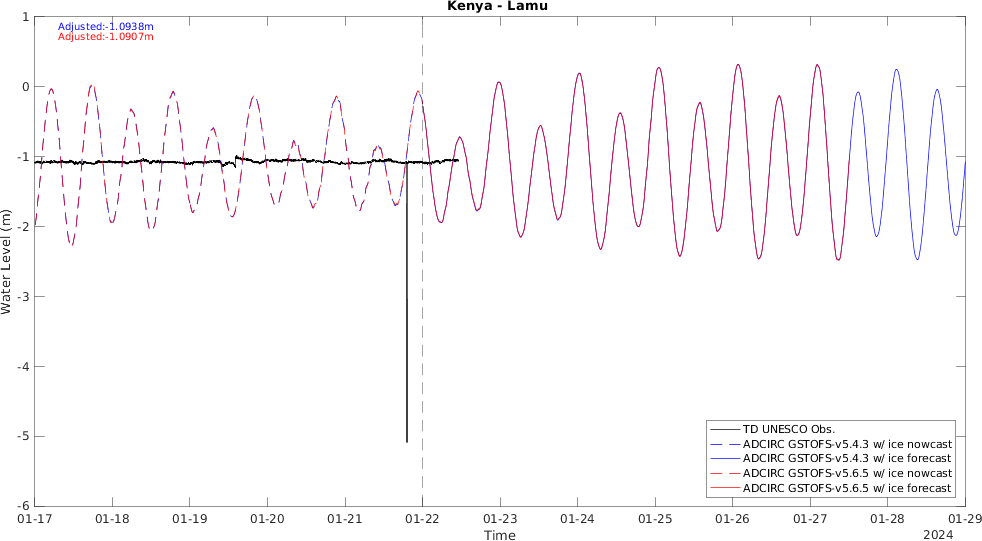 Kenya - Lamu
Adjusted:-1.0938m
Adjusted:-1.0907m
1
0
-1
-2
-3
-4
-5
-6
Water Level (m)
TD UNESCO Obs.
ADCIRC GSTOFS-v5.4.3 w/ ice nowcast
ADCIRC GSTOFS-v5.4.3 w/ ice forecast
ADCIRC GSTOFS-v5.6.5 w/ ice nowcast
ADCIRC GSTOFS-v5.6.5 w/ ice forecast
01-17 01-18 01-19 01-20 01-21 01-22 01-23 01-24 01-25 01-26 01-27 01-28 01-29
Time
2024